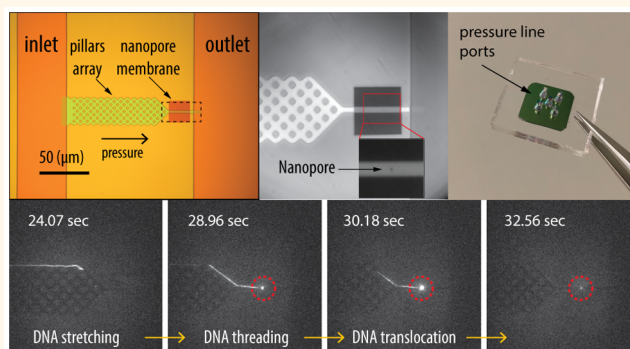 inlet
pillars
array
nanopore
membrane
outlet
pressure
50 (μm)
Nanopore
pressure line
ports
24.07 sec
28.96 sec
30.18 sec
32.56 sec
DNA stretching
DNA threading
DNA translocation